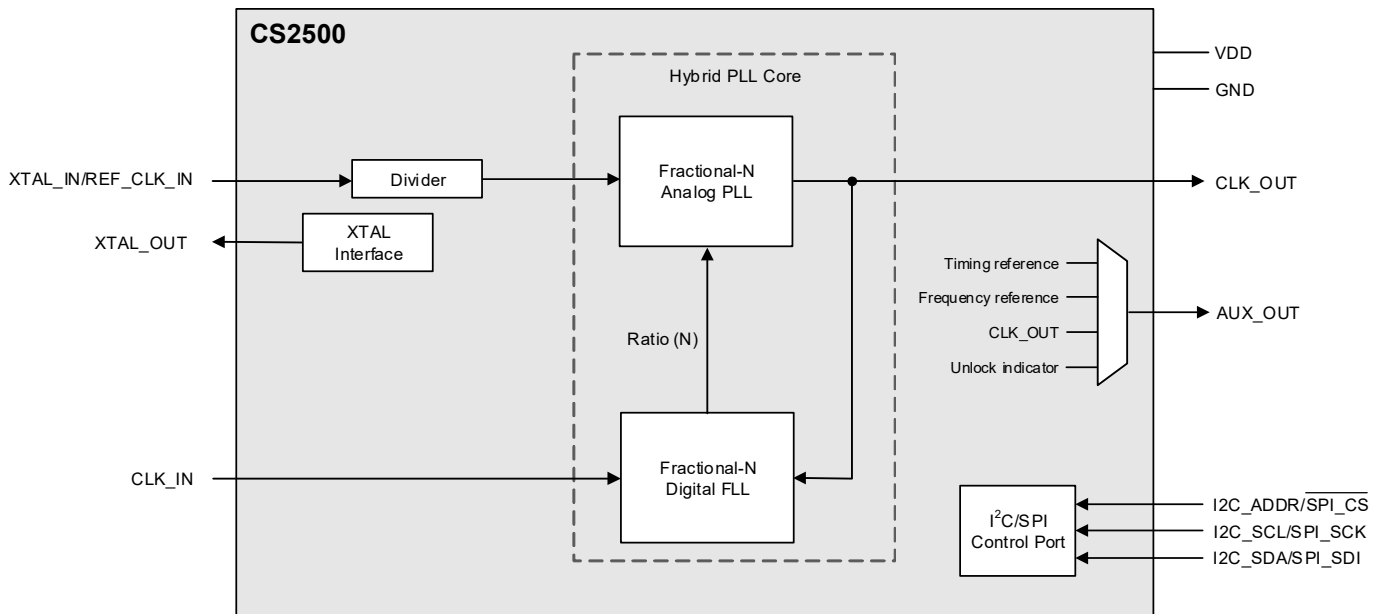 CS2500
Hybrid PLL Core
VDD
GND
XTAL_IN/REF_CLK_IN
Divider
Fractional-N
Analog PLL
CLK_OUT
XTAL_OUT
XTAL
Interface
Timing reference
Frequency reference
CLK_OUT
Unlock indicator
AUX_OUT
Ratio (N)
CLK_IN
Fractional-N
Digital FLL
I²C/SPI
Control Port
I2C_ADDR/S̅P̅I̅_̅C̅S̅
I2C_SCL/SPI_SCK
I2C_SDA/SPI_SDI